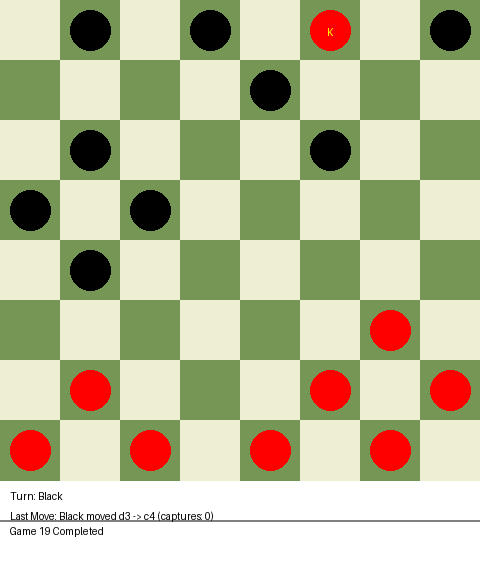 K
Turn: Black
Last Move: Black moved d3 -> c4 (captures: 0)
Game 19 Completed